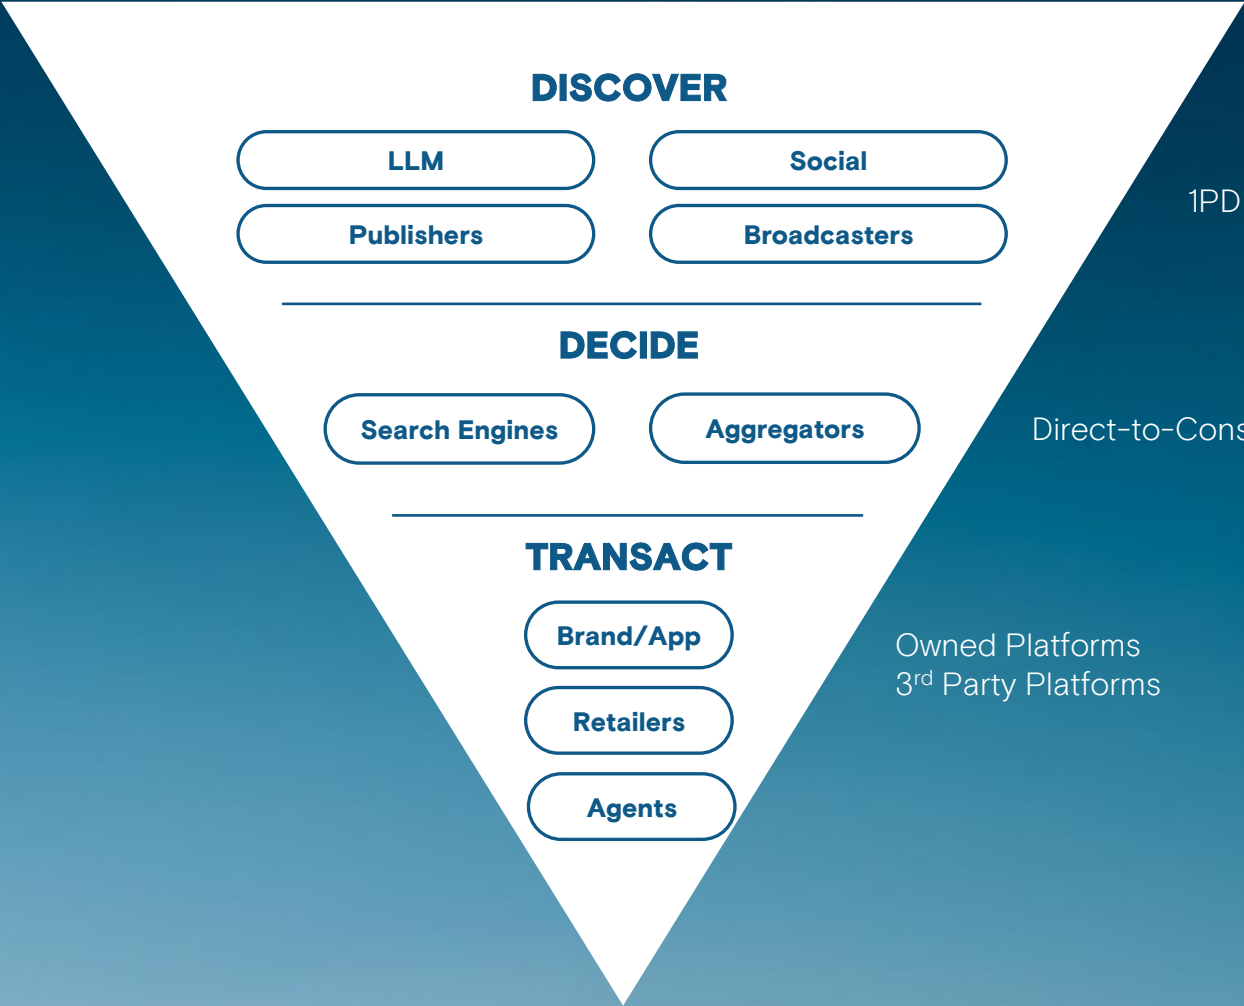 DISCOVER
LLM
Social
Publishers
Broadcasters
1PD
DECIDE
Search Engines
Aggregators
Direct-to-Cons
TRANSACT
Brand/App
Owned Platforms
3rd Party Platforms
Retailers
Agents